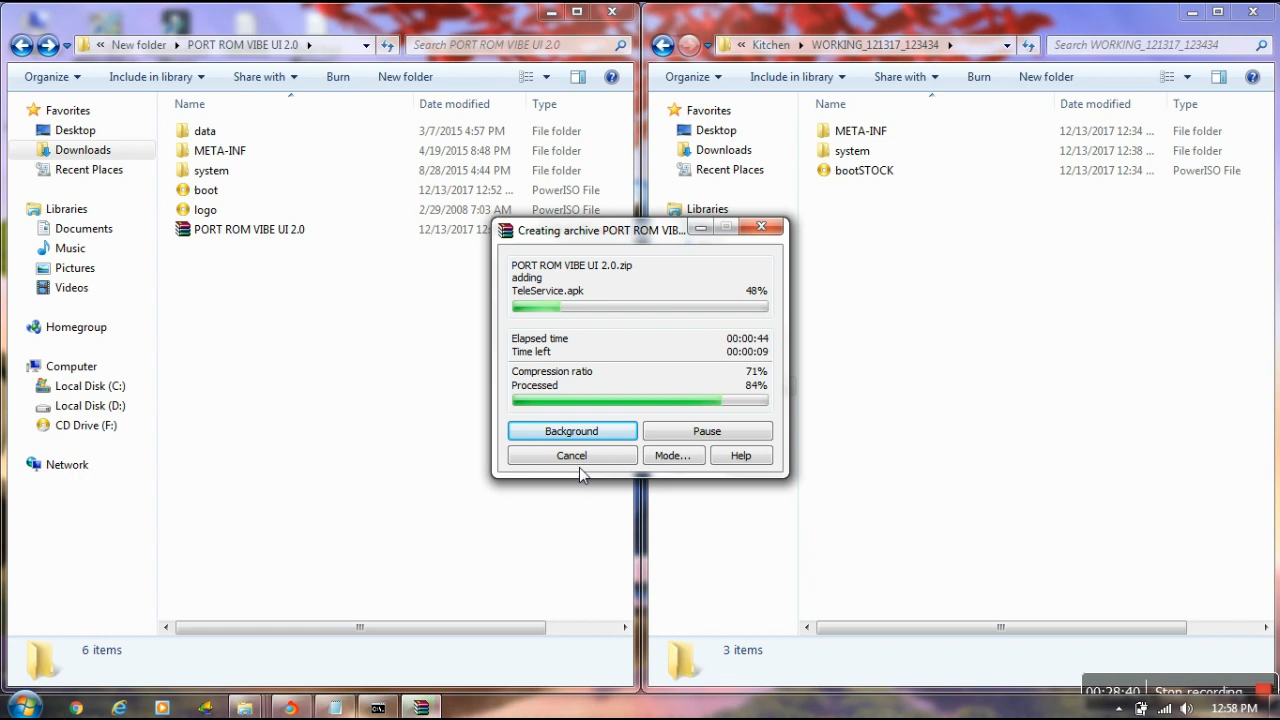 « New folder ▸ PORT ROM VIBE UI 2.0 ▸
Search PORT ROM VIBE UI 2.0
Organize
Include in library
Share with
Burn
New folder
Favorites
Desktop
Downloads
Recent Places
Libraries
Documents
Music
Pictures
Videos
Homegroup
Computer
Local Disk (C:)
Local Disk (D:)
CD Drive (F:)
Network
Name
Date modified
Type
data
3/7/2015 4:57 PM
File folder
META-INF
4/19/2015 8:48 PM
File folder
system
8/28/2015 4:44 PM
File folder
boot
12/13/2017 12:52 ...
PowerISO File
logo
2/29/2008 7:03 AM
PowerISO File
PORT ROM VIBE UI 2.0
6 items
« Kitchen ▸ WORKING_121317_123434 ▸
Search WORKING_121317_123434
Organize
Include in library
Share with
Burn
New folder
Favorites
Desktop
Downloads
Recent Places
Libraries
Name
Date modified
Type
META-INF
12/13/2017 12:34 ...
File folder
system
12/13/2017 12:38 ...
File folder
bootSTOCK
12/13/2017 12:34 ...
PowerISO File
3 items
Creating archive PORT ROM VIB...
PORT ROM VIBE UI 2.0.zip
adding
TeleService.apk 48%
Elapsed time 00:00:44
Time left 00:00:09
Compression ratio 71%
Processed 84%
Background
Pause
Cancel
Mode...
Help
00:28:40 Stop recording
12:58 PM